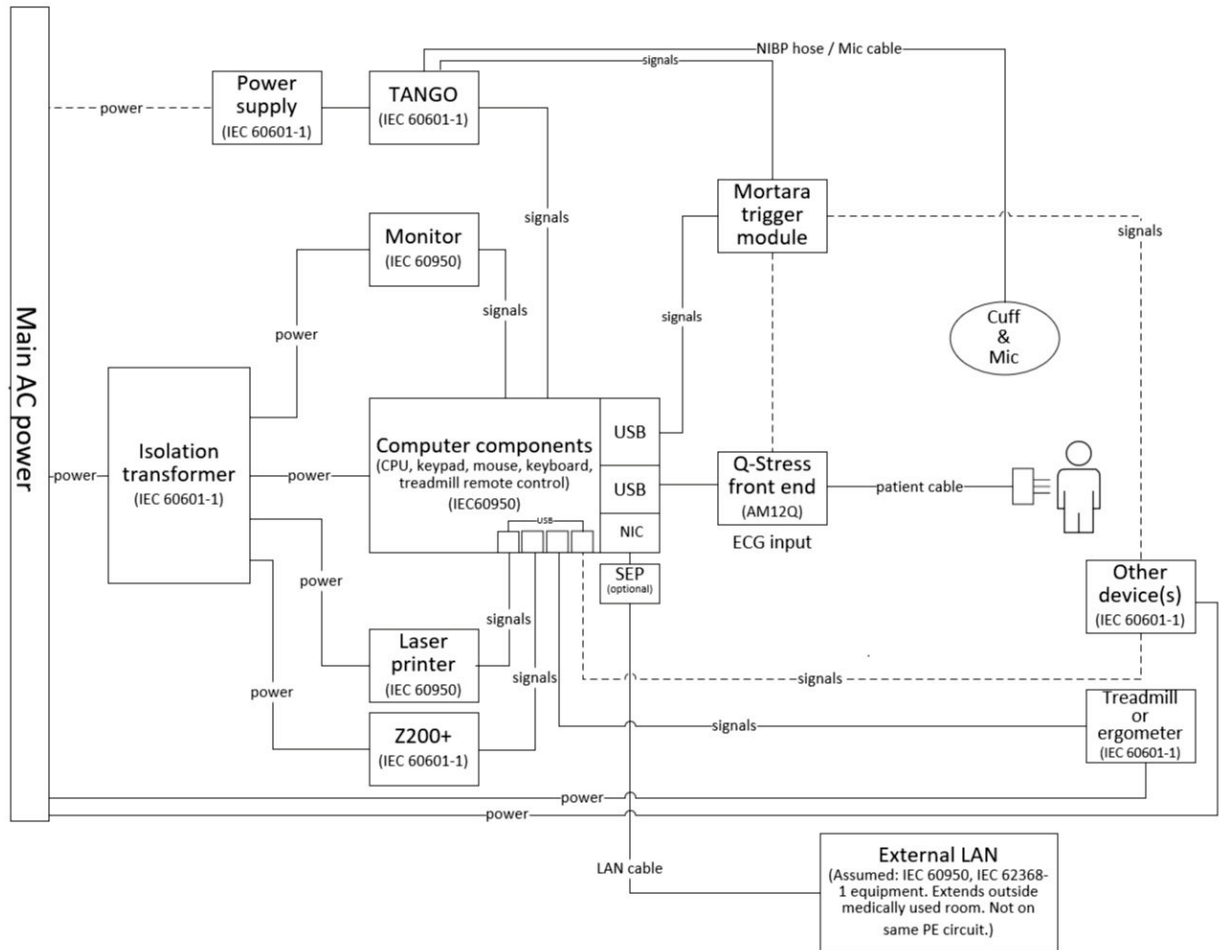 NIBP hose / Mic cable
signals
Power
supply
(IEC 60601-1)
TANGO
(IEC 60601-1)
power
Mortara
trigger
module
signals
signals
Monitor
(IEC 60950)
signals
signals
power
Cuff
&
Mic
Main AC power
Isolation
transformer
(IEC 60601-1)
power
power
Computer components
(CPU, keypad, mouse, keyboard,
treadmill remote control)
(IEC60950)
USB
USB
NIC
USB
Q-Stress
front end
(AM12Q)
ECG input
patient cable
SEP
(optional)
Other
device(s)
(IEC 60601-1)
power
signals
Laser
printer
(IEC 60950)
signals
signals
power
Z200+
(IEC 60601-1)
signals
Treadmill
or
ergometer
(IEC 60601-1)
power
power
LAN cable
External LAN
(Assumed: IEC 60950, IEC 62368-
1 equipment. Extends outside
medically used room. Not on
same PE circuit.)